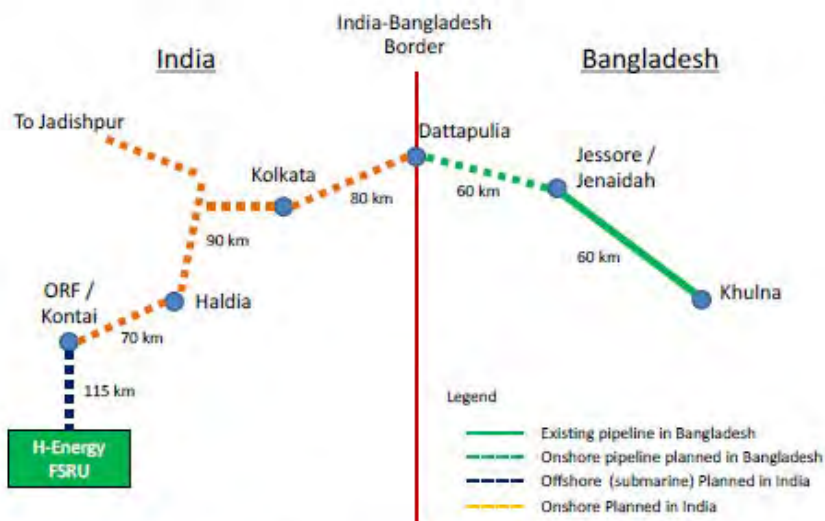 India-Bangladesh
Border
India
Bangladesh
To Jadishpur
Dattapulia
Jessore /
Jenaidah
Kolkata
80 km
60 km
90 km
60 km
ORF /
Kontai
Haldia
Khulna
70 km
115 km
Legend
H-Energy
FSRU
Existing pipeline in Bangladesh
Onshore pipeline planned in Bangladesh
Offshore (submarine) Planned in India
Onshore Planned in India